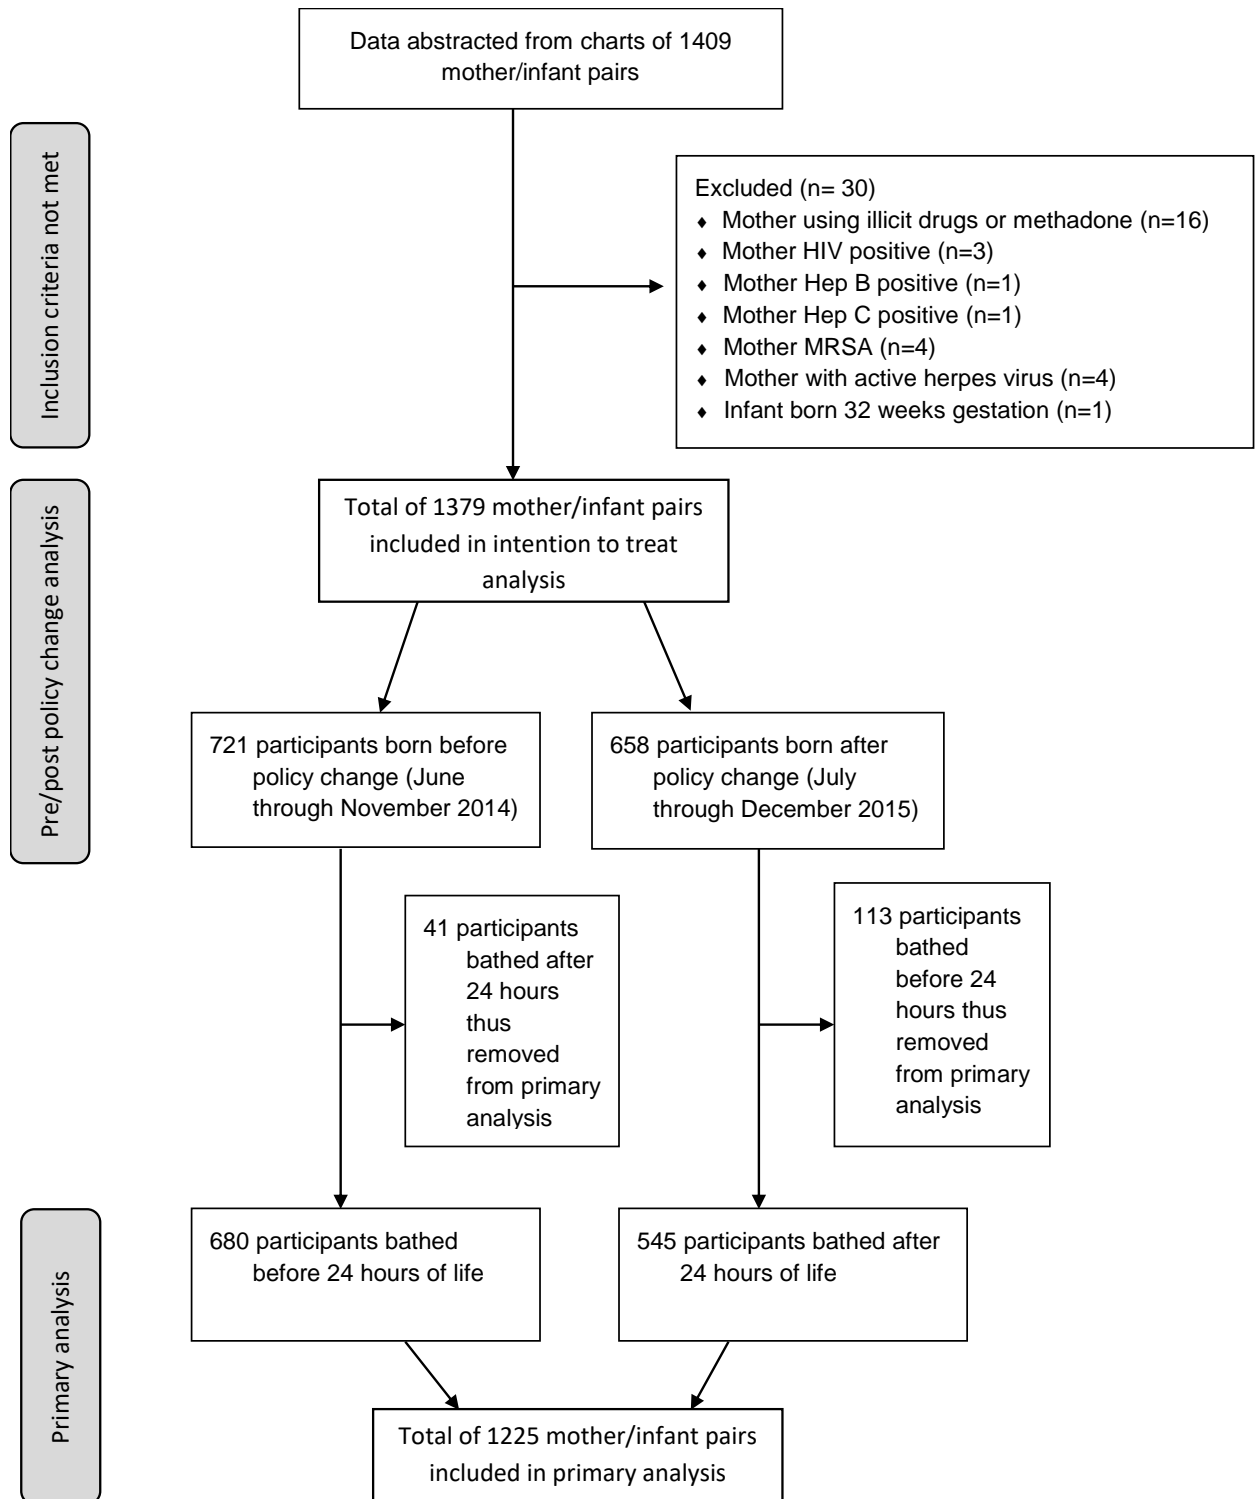 Data abstracted from charts of 1409
mother/infant pairs
Inclusion criteria not met
Excluded (n= 30)
♦ Mother using illicit drugs or methadone (n=16)
♦ Mother HIV positive (n=3)
♦ Mother Hep B positive (n=1)
♦ Mother Hep C positive (n=1)
♦ Mother MRSA (n=4)
♦ Mother with active herpes virus (n=4)
♦ Infant born 32 weeks gestation (n=1)
Pre/post policy change analysis
Total of 1379 mother/infant pairs
included in intention to treat
analysis
721 participants born before
policy change (June
through November 2014)
658 participants born after
policy change (July
through December 2015)
41 participants
bathed after
24 hours
thus
removed
from primary
analysis
113 participants
bathed
before 24
hours thus
removed
from primary
analysis
Primary analysis
680 participants bathed
before 24 hours of life
545 participants bathed after
24 hours of life
Total of 1225 mother/infant pairs
included in primary analysis